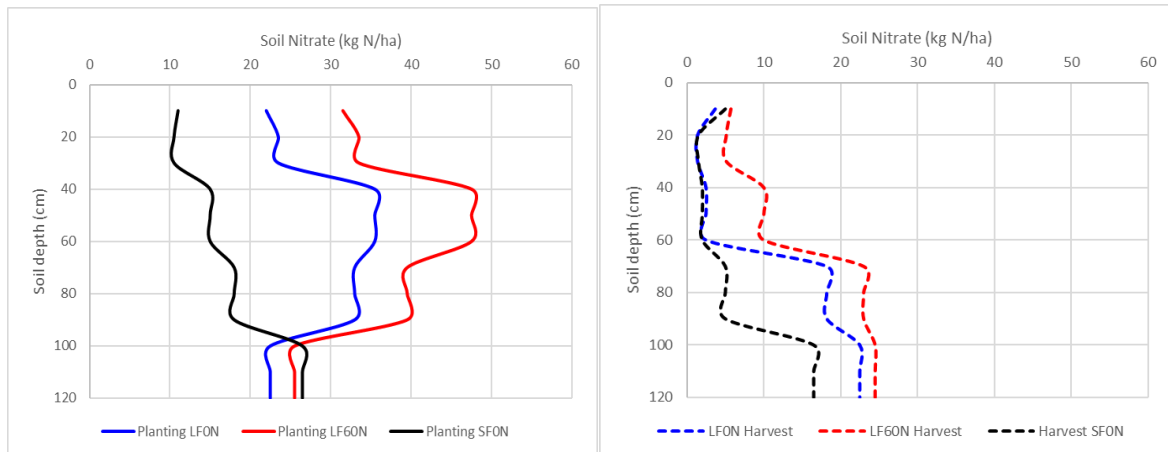 Soil Nitrate (kg N/ha)
0 10 20 30 40 50 60
0
20
40
60
80
100
120
Soil depth (cm)
Planting LF0N Planting LF60N Planting SF0N
Soil Nitrate (kg N/ha)
0 10 20 30 40 50 60
0
20
40
60
80
100
120
Soil depth (cm)
LF0N Harvest LF60N Harvest Harvest SF0N